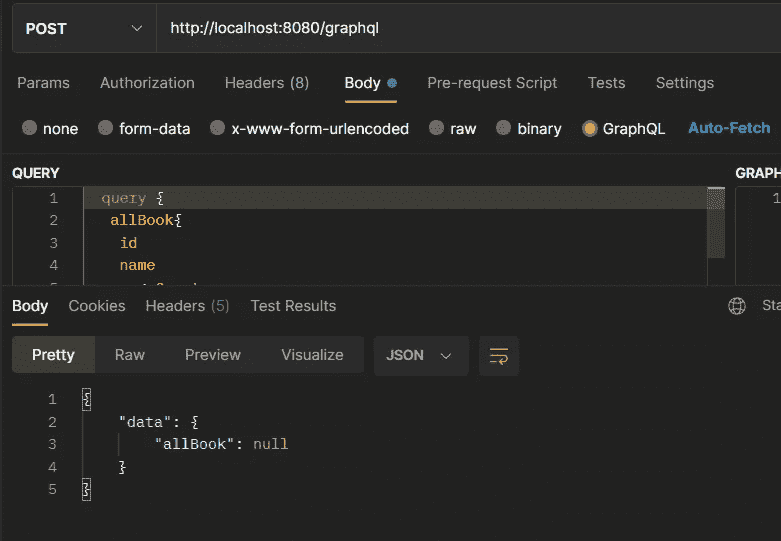 POST http://localhost:8080/graphql
Params Authorization Headers (8) Body Pre-request Script Tests Settings
none form-data x-www-form-urlencoded raw binary GraphQL Auto-Fetch
QUERY GRAPH
1 query { 1
2 allBook{
3 id
4 name
Body Cookies Headers (5) Test Results Sta
Pretty Raw Preview Visualize JSON
1 {
2 "data": {
3 "allBook": null
4 }
5 }